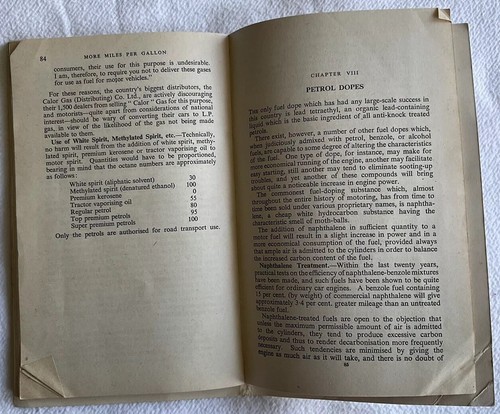 84 MORE MILES PER GALLON
consumers, their use for this purpose is undesirable.
I am, therefore, to require you not to deliver these gases
for use as fuel for motor vehicles."
For these reasons, the country's biggest distributors, the
Calor Gas (Distributing) Co. Ltd., are actively discouraging
their 1,500 dealers from selling " Calor " Gas for this purpose,
and motorists—quite apart from considerations of national
interest—should be wary of converting their cars to L.P.
gas, in view of the likelihood of the gas not being made
available to them.
Use of White Spirit, Methylated Spirit, etc.—Technically,
no harm will result from the addition of white spirit, methy-
lated spirit, premium kerosene or tractor vaporising oil to
motor spirit. Quantities would have to be proportioned,
bearing in mind that the octane numbers are approximately
as follows:
White spirit (aliphatic solvent) 30
Methylated spirit (denatured ethanol) 100
Premium kerosene 0
Tractor vaporising oil 55
Regular petrol 80
Top premium petrols 95
Super premium petrols 100
Only the petrols are authorised for road transport use.
CHAPTER VIII
PETROL DOPES
THE only fuel dope which has had any large-scale success in
this country is lead tetraethyl, an organic lead-containing
liquid which is the basic ingredient of all anti-knock treated
petrols.
There exist, however, a number of other fuel dopes which,
when judiciously admixed with petrol, benzole, or alcohol
fuels, are capable to some degree of altering the characteristics
of the fuel. One type of dope, for instance, may make for
more economical running of the engine, another may facilitate
easy starting, still another may tend to eliminate sooting-up
troubles, and yet another of these compounds will bring
about quite a noticeable increase in engine power.
The commonest fuel-doping substance which, almost
throughout the entire history of motoring, has from time to
time been sold under various proprietary names, is naphtha-
lene, a cheap white hydrocarbon substance having the
characteristic smell of moth-balls.
The addition of naphthalene in sufficient quantity to a
motor fuel will result in a slight increase in power and in a
more economical consumption of the fuel, provided always
that ample air is admitted to the cylinders in order to balance
the increased carbon content of the fuel.
Naphthalene Treatment.—Within the last twenty years,
practical tests on the efficiency of naphthalene-benzole mixtures
have been made, and such fuels have been shown to be quite
efficient for ordinary car engines. A benzole fuel containing
15 per cent. (by weight) of commercial naphthalene will give
approximately 3-4 per cent. greater mileage than an untreated
benzole fuel.
Naphthalene-treated fuels are open to the objection that
unless the maximum permissible amount of air is admitted
to the cylinders, they tend to produce excessive carbon
deposits and thus to render decarbonisation more frequently
necessary. Such tendencies are minimised by giving the
engine as much air as it will take, and there is no doubt of